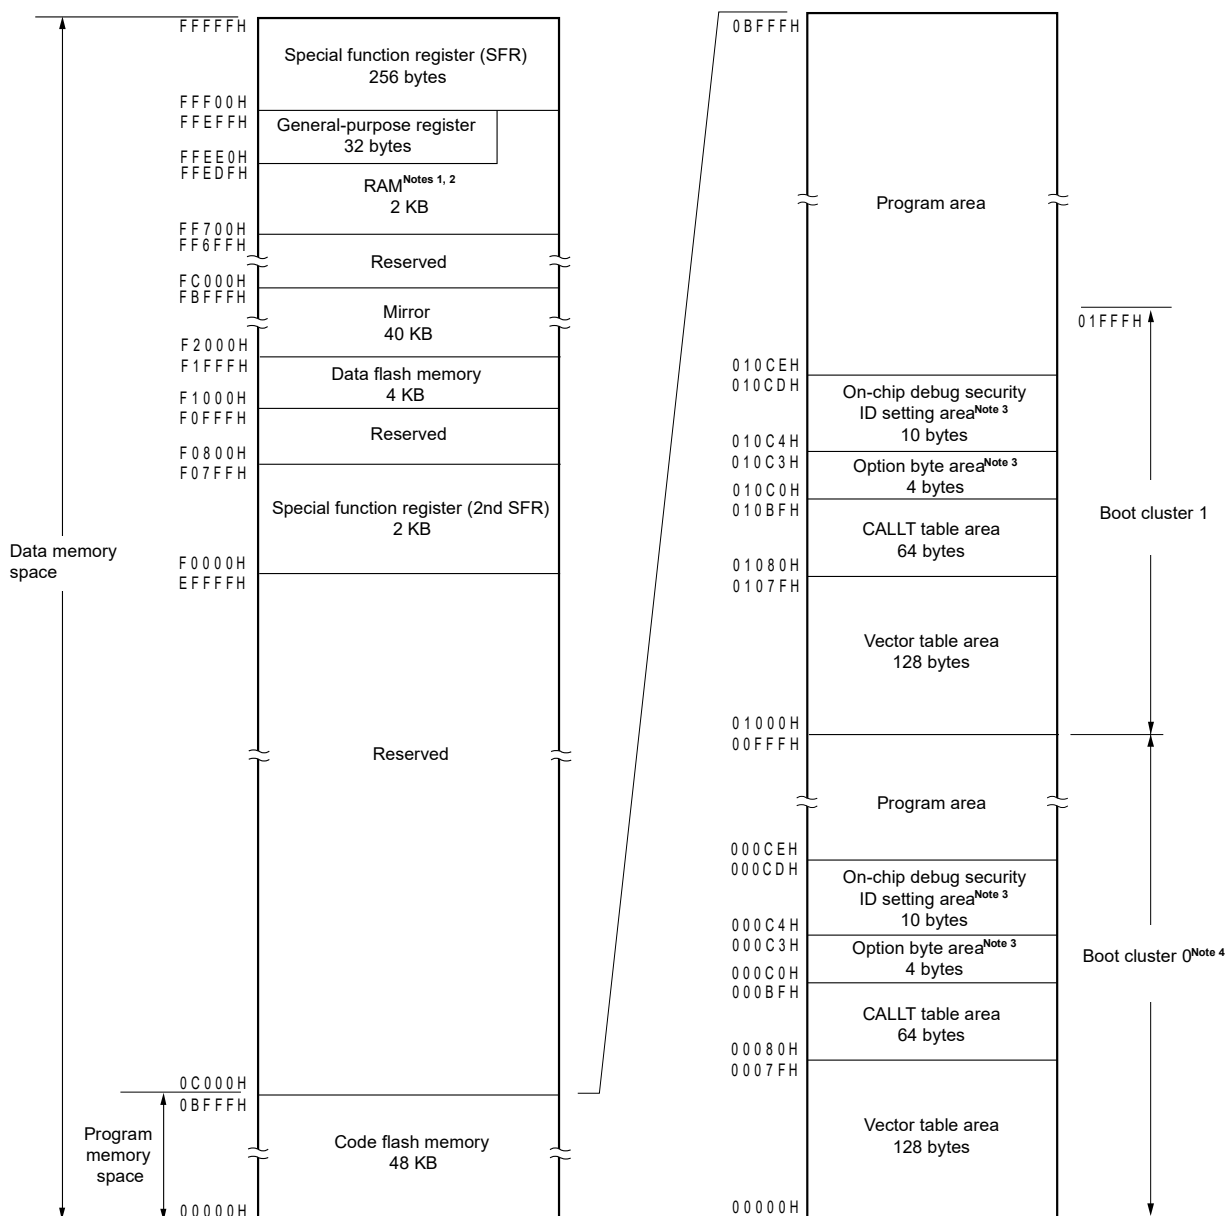 FFFFFH
Special function register (SFR)
256 bytes
FFF00H
FFEFFH
General-purpose register
32 bytes
FFEE0H
FFEDFH
RAMNotes 1, 2
2 KB
FF700H
FF6FFH
Reserved
FC000H
FBFFFH
Mirror
40 KB
F2000H
F1FFFH
Data flash memory
4 KB
F1000H
F0FFFH
Reserved
F0800H
F07FFH
Special function register (2nd SFR)
2 KB
Data memory
space
F0000H
EFFFFH
Reserved
0C000H
0BFFFH
Program
memory
space
Code flash memory
48 KB
00000H
0BFFFH
Program area
01FFFH
010CEH
010CDH
On-chip debug security
ID setting areaNote 3
10 bytes
010C4H
010C3H
Option byte areaNote 3
4 bytes
010C0H
010BFH
CALLT table area
64 bytes
Boot cluster 1
01080H
0107FH
Vector table area
128 bytes
01000H
00FFFH
Program area
000CEH
000CDH
On-chip debug security
ID setting areaNote 3
10 bytes
000C4H
000C3H
Option byte areaNote 3
4 bytes
Boot cluster 0Note 4
000C0H
000BFH
CALLT table area
64 bytes
00080H
0007FH
Vector table area
128 bytes
00000H